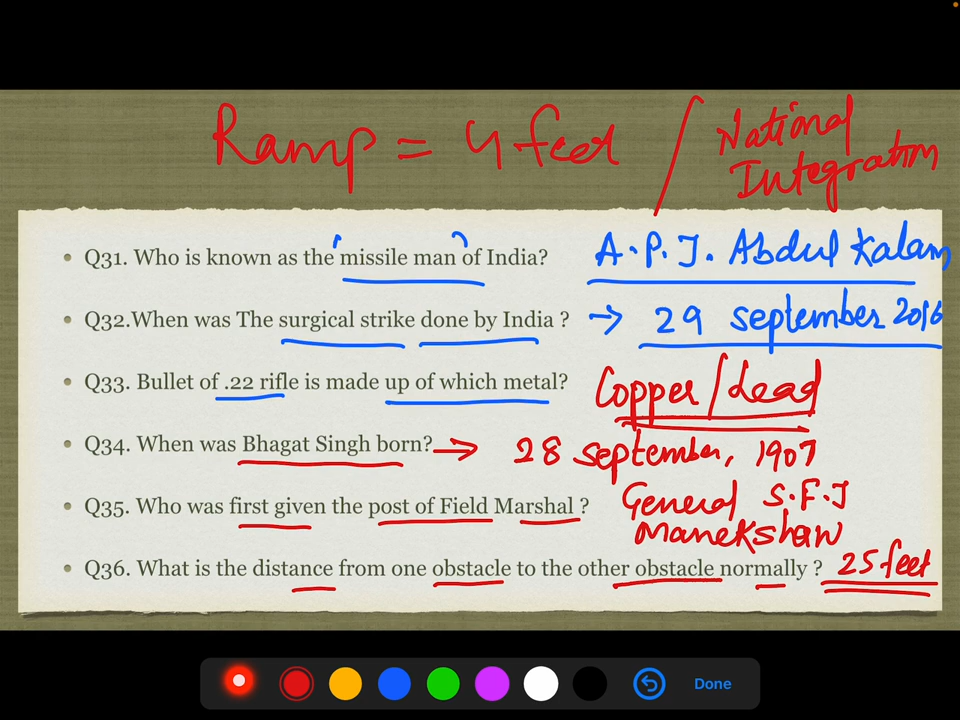 Ramp = 4 feet / National Integration
Q31. Who is known as the missile man of India? A.P.J. Abdul Kalam
Q32.When was The surgical strike done by India ? → 29 september 2016
Q33. Bullet of .22 rifle is made up of which metal? Copper/Lead
Q34. When was Bhagat Singh born? → 28 september, 1907
Q35. Who was first given the post of Field Marshal ? General S.F.J Manekshaw
Q36. What is the distance from one obstacle to the other obstacle normally ? 25 feet
Done